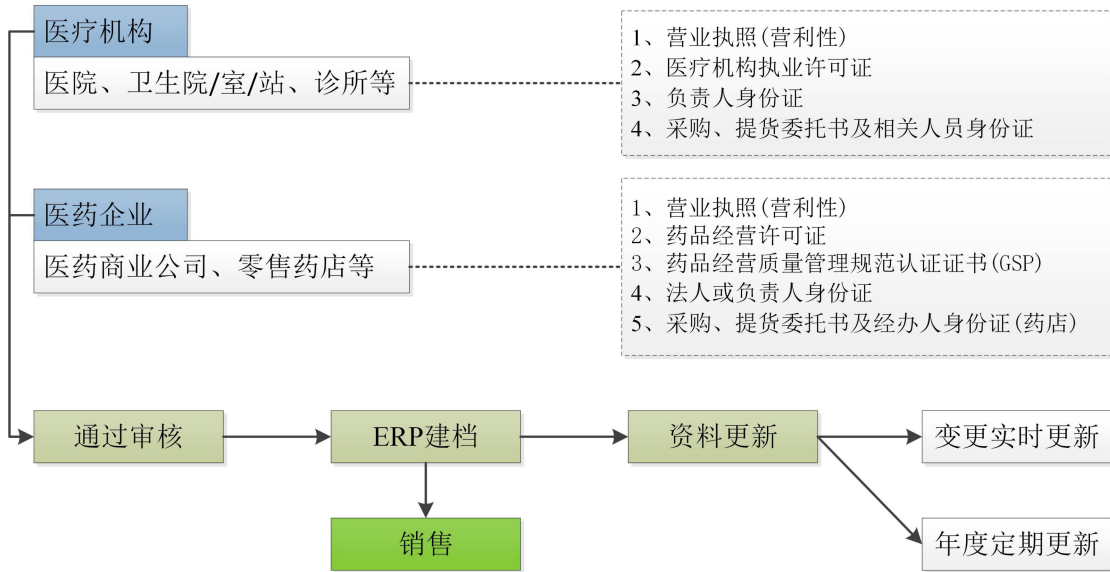 医疗机构
医院、卫生院/室/站、诊所等
1、营业执照(营利性)
2、医疗机构执业许可证
3、负责人身份证
4、采购、提货委托书及相关人员身份证
医药企业
医药商业公司、零售药店等
1、营业执照(营利性)
2、药品经营许可证
3、药品经营质量管理规范认证证书(GSP)
4、法人或负责人身份证
5、采购、提货委托书及经办人身份证(药店)
通过审核
ERP建档
资料更新
变更实时更新
销售
年度定期更新